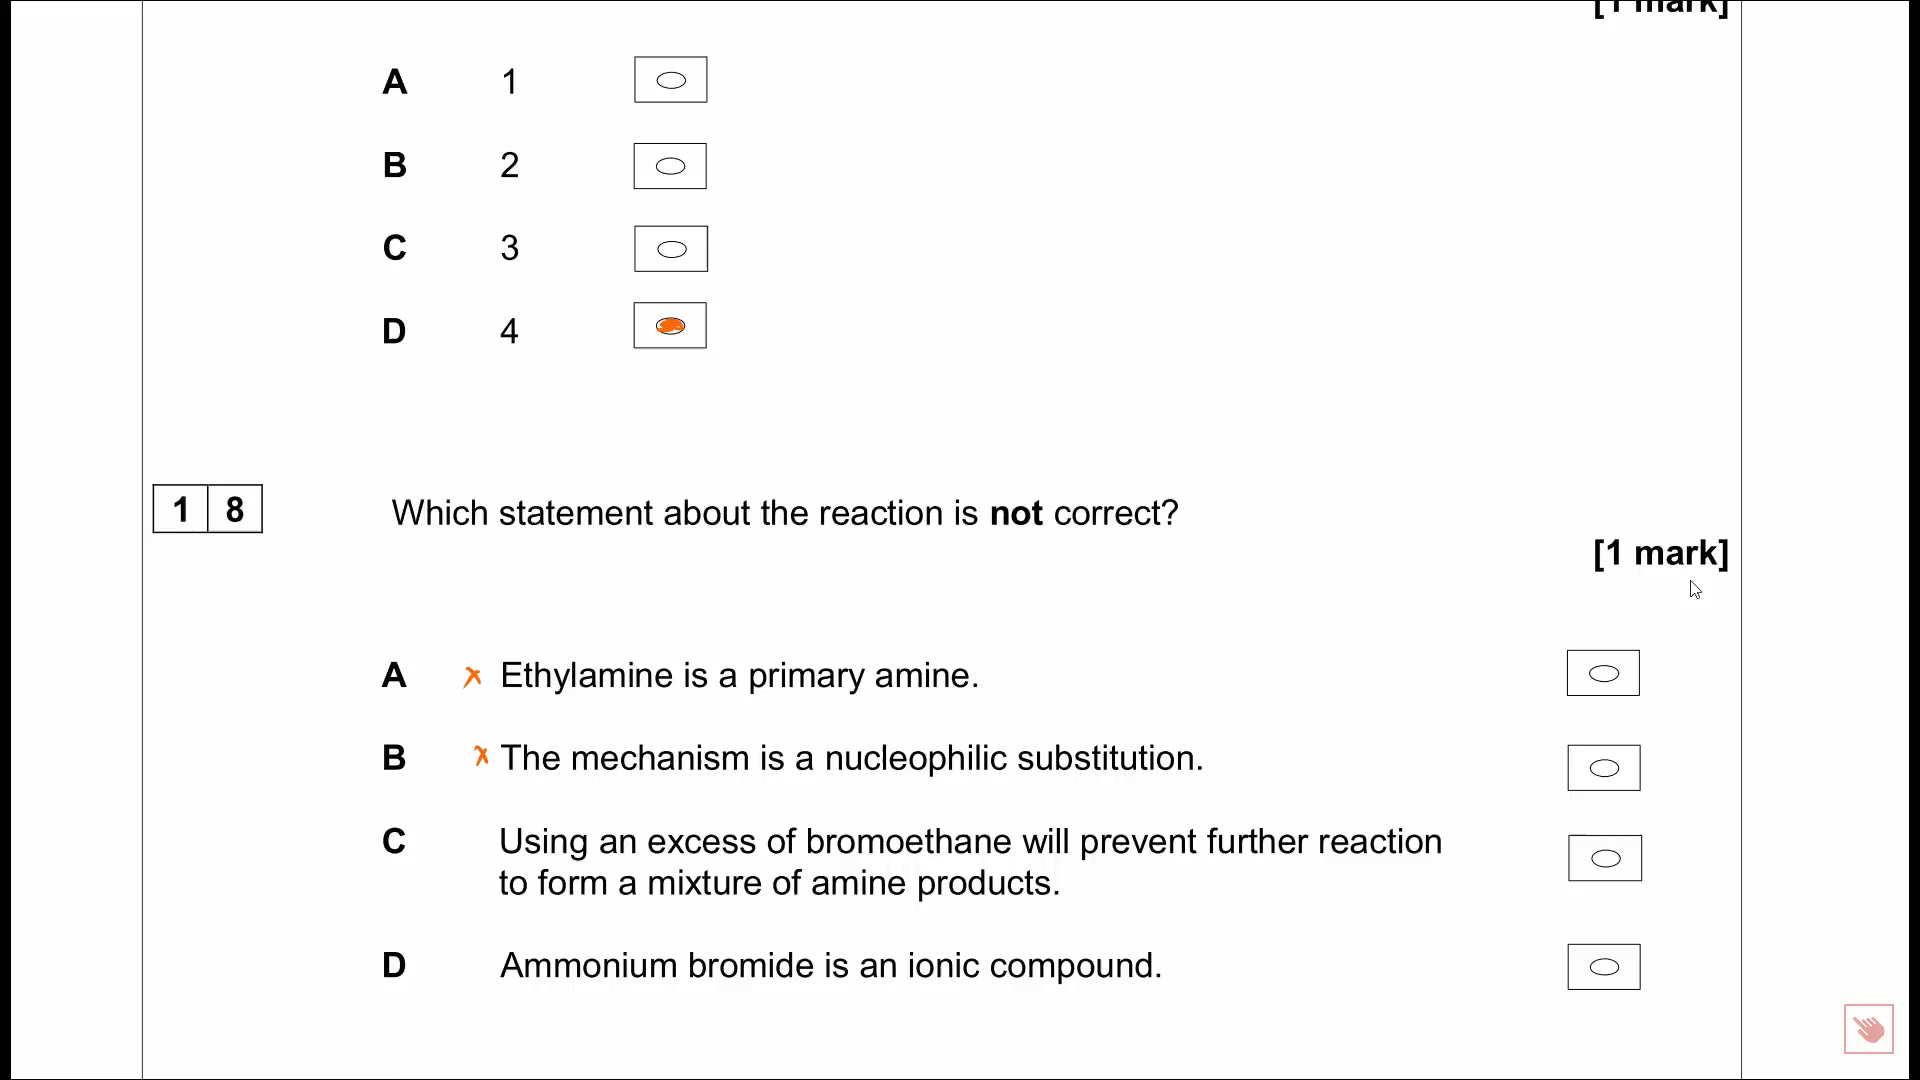 [1 mark]
A 1
B 2
C 3
D 4
1 8 Which statement about the reaction is not correct?
[1 mark]
A x Ethylamine is a primary amine.
B x The mechanism is a nucleophilic substitution.
C Using an excess of bromoethane will prevent further reaction
to form a mixture of amine products.
D Ammonium bromide is an ionic compound.